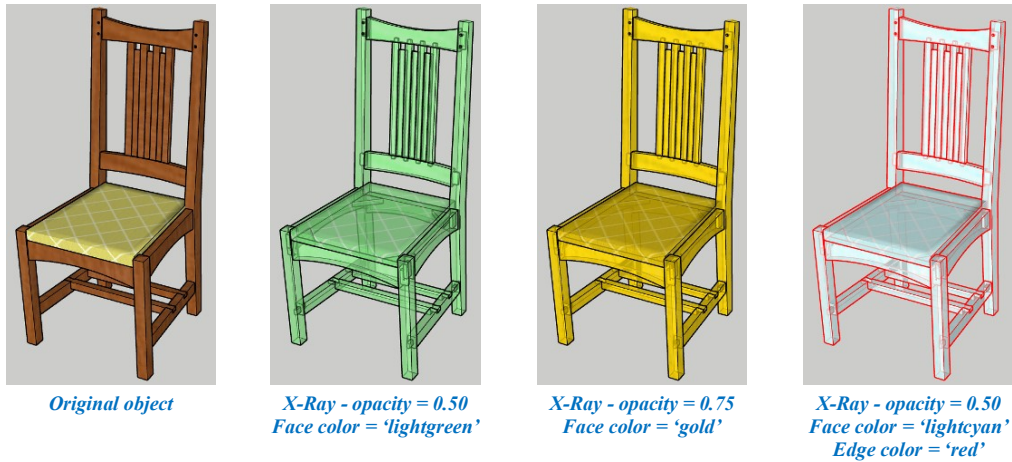 Original object
X-Ray - opacity = 0.50
Face color = ‘lightgreen’
X-Ray - opacity = 0.75
Face color = ‘gold’
X-Ray - opacity = 0.50
Face color = ‘lightcyan’
Edge color = ‘red’